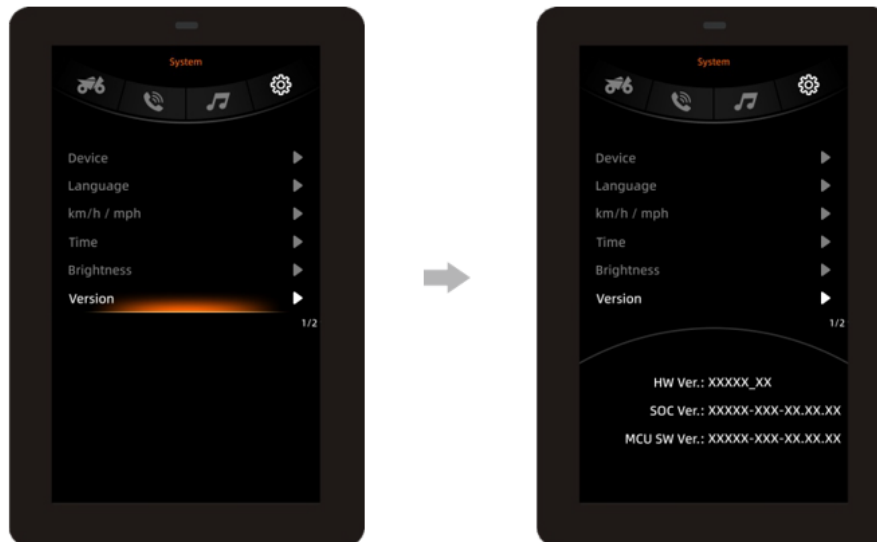 System
Device
Language
km/h / mph
Time
Brightness
Version
1/2
System
Device
Language
km/h / mph
Time
Brightness
Version
1/2
HW Ver.: XXXXX_XX
SOC Ver.: XXXXX-XXX-XX.XX.XX
MCU SW Ver.: XXXXX-XXX-XX.XX.XX